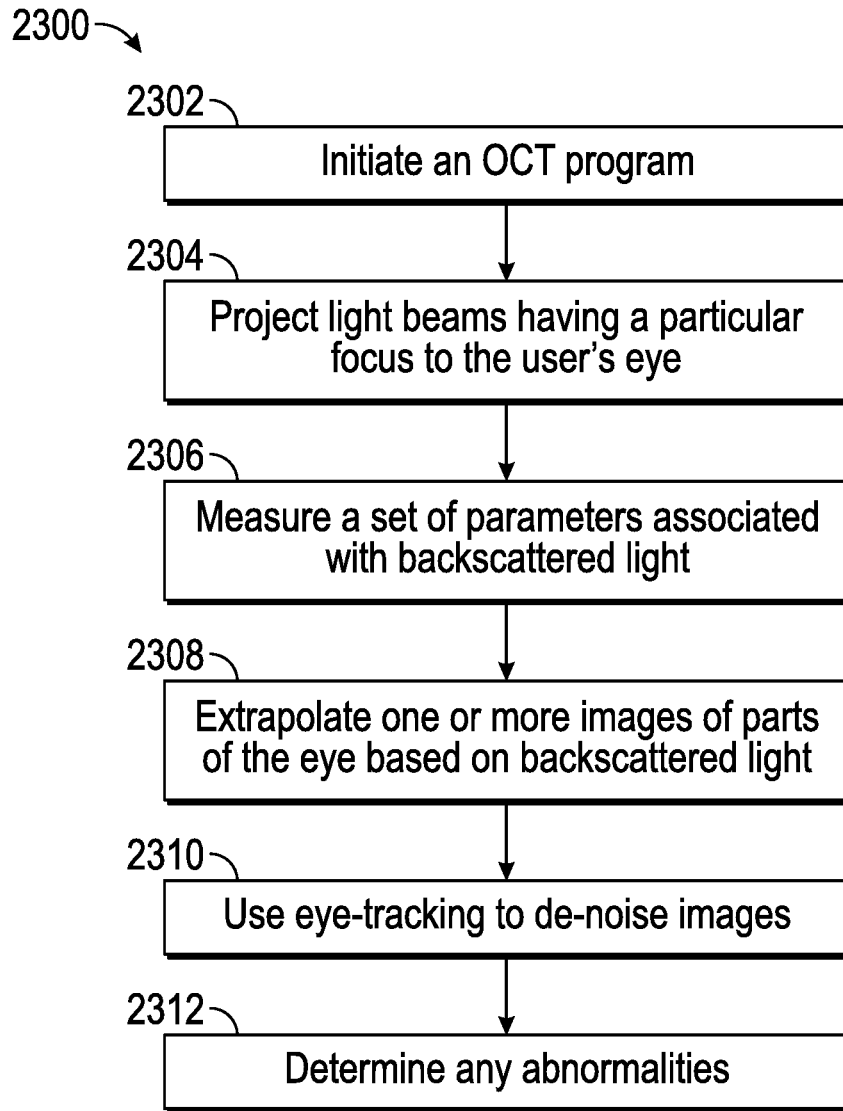 2300
2302
Initiate an OCT program
2304
Project light beams having a particular
focus to the user's eye
2306
Measure a set of parameters associated
with backscattered light
2308
Extrapolate one or more images of parts
of the eye based on backscattered light
2310
Use eye-tracking to de-noise images
2312
Determine any abnormalities